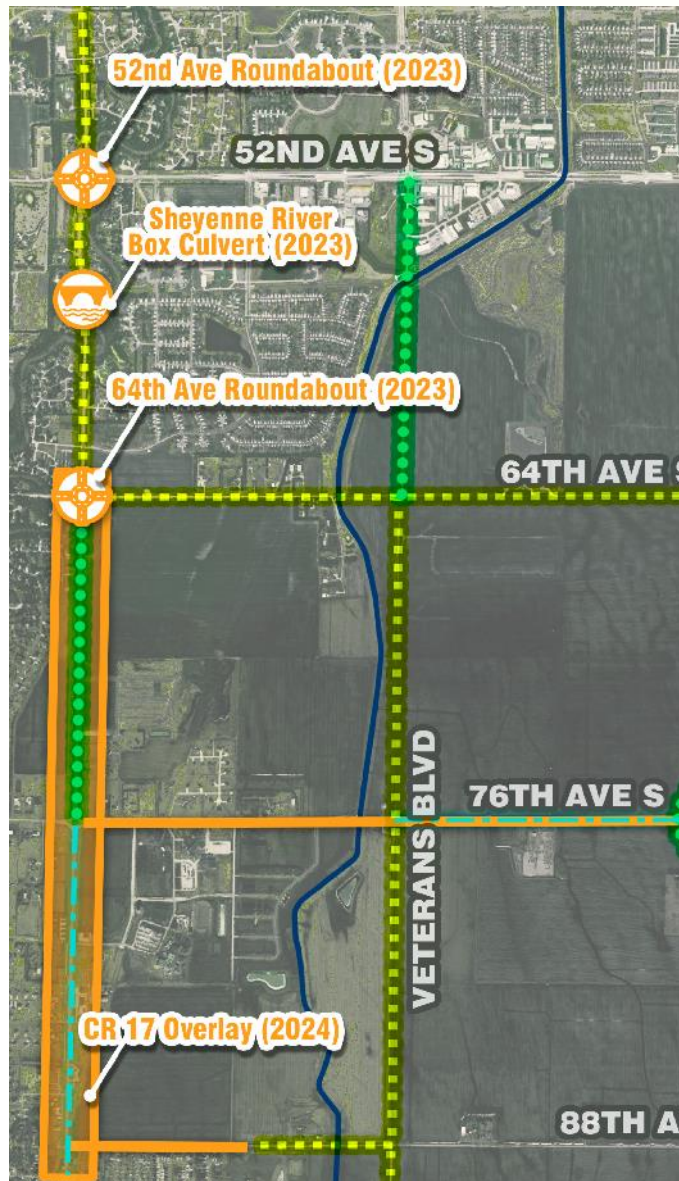 52nd Ave Roundabout (2023)
52ND AVE S
Sheyenne River
Box Culvert (2023)
64th Ave Roundabout (2023)
64TH AVE S
76TH AVE S
VETERANS BLVD
CR 17 Overlay (2024)
88TH A